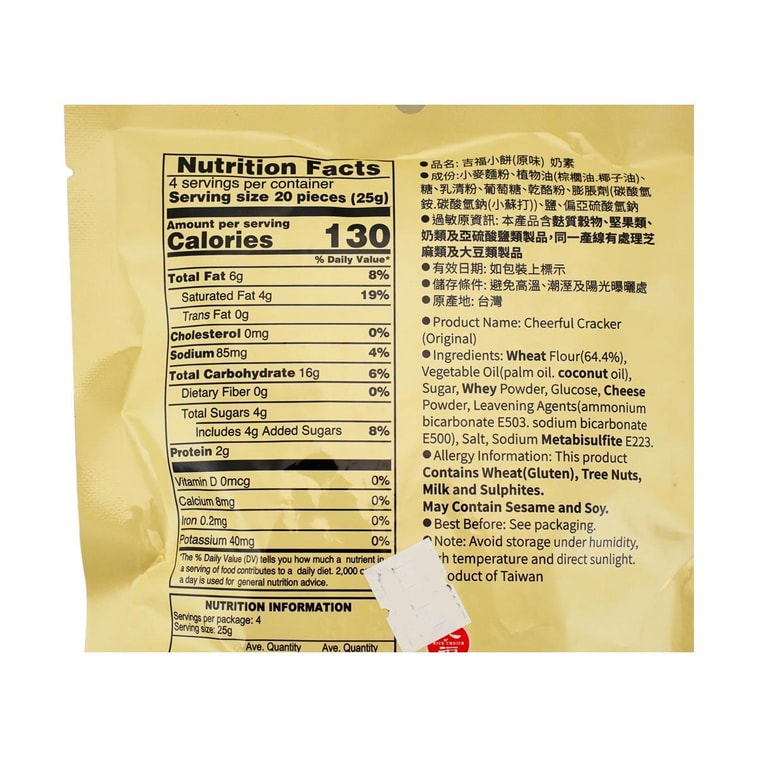 Nutrition Facts
4 servings per container
Serving size 20 pieces (25g)
Amount per serving
Calories 130
% Daily Value*
Total Fat 6g 8%
Saturated Fat 4g 19%
Trans Fat 0g
Cholesterol 0mg 0%
Sodium 85mg 4%
Total Carbohydrate 16g 6%
Dietary Fiber 0g 0%
Total Sugars 4g
Includes 4g Added Sugars 8%
Protein 2g
Vitamin D 0mcg 0%
Calcium 8mg 0%
Iron 0.2mg 0%
Potassium 40mg 0%
*The % Daily Value (DV) tells you how much a nutrient in
a serving of food contributes to a daily diet. 2,000
a day is used for general nutrition advice.
NUTRITION INFORMATION
Servings per package: 4
Serving size: 25g
Ave. Quantity Ave. Quantity
●品名: 吉福小餅(原味) 奶素
●成份:小麥麵粉、植物油(棕櫚油.椰子油)、
糖、乳清粉、葡萄糖、乾酪粉、膨脹劑(碳酸氫
銨.碳酸氫鈉(小蘇打))、鹽、偏亞硫酸氫鈉
●過敏原資訊: 本產品含麩質穀物、堅果類、
奶類及亞硫酸鹽類製品，同一產線有處理芝
麻類及大豆類製品
●有效日期: 如包裝上標示
●儲存條件: 避免高溫、潮溼及陽光曝曬處
●原產地: 台灣
●Product Name: Cheerful Cracker
(Original)
●Ingredients: Wheat Flour(64.4%),
Vegetable Oil(palm oil. coconut oil),
Sugar, Whey Powder, Glucose, Cheese
Powder, Leavening Agents(ammonium
bicarbonate E503. sodium bicarbonate
E500), Salt, Sodium Metabisulfite E223.
●Allergy Information: This product
Contains Wheat(Gluten), Tree Nuts,
Milk and Sulphites.
May Contain Sesame and Soy.
●Best Before: See packaging.
●Note: Avoid storage under humidity,
temperature and direct sunlight.
of Taiwan